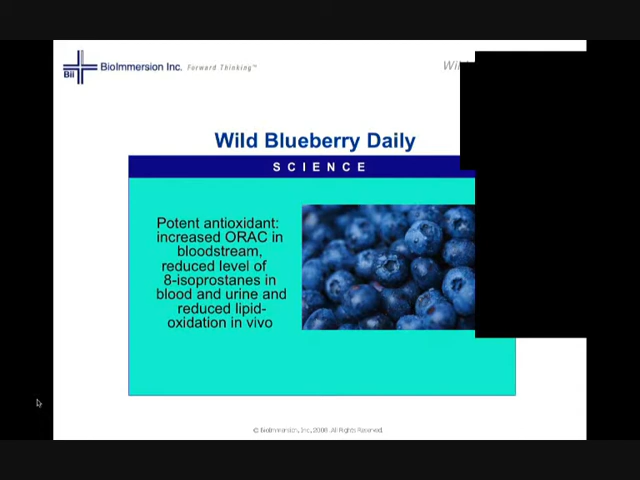 Bii BioImmersion Inc. Forward Thinking™
Wild Blueberry Daily
SCIENCE
Potent antioxidant:
increased ORAC in
bloodstream,
reduced level of
8-isoprostanes in
blood and urine and
reduced lipid-
oxidation in vivo
© BioImmersion, Inc, 2008 .All Rights Reserved.